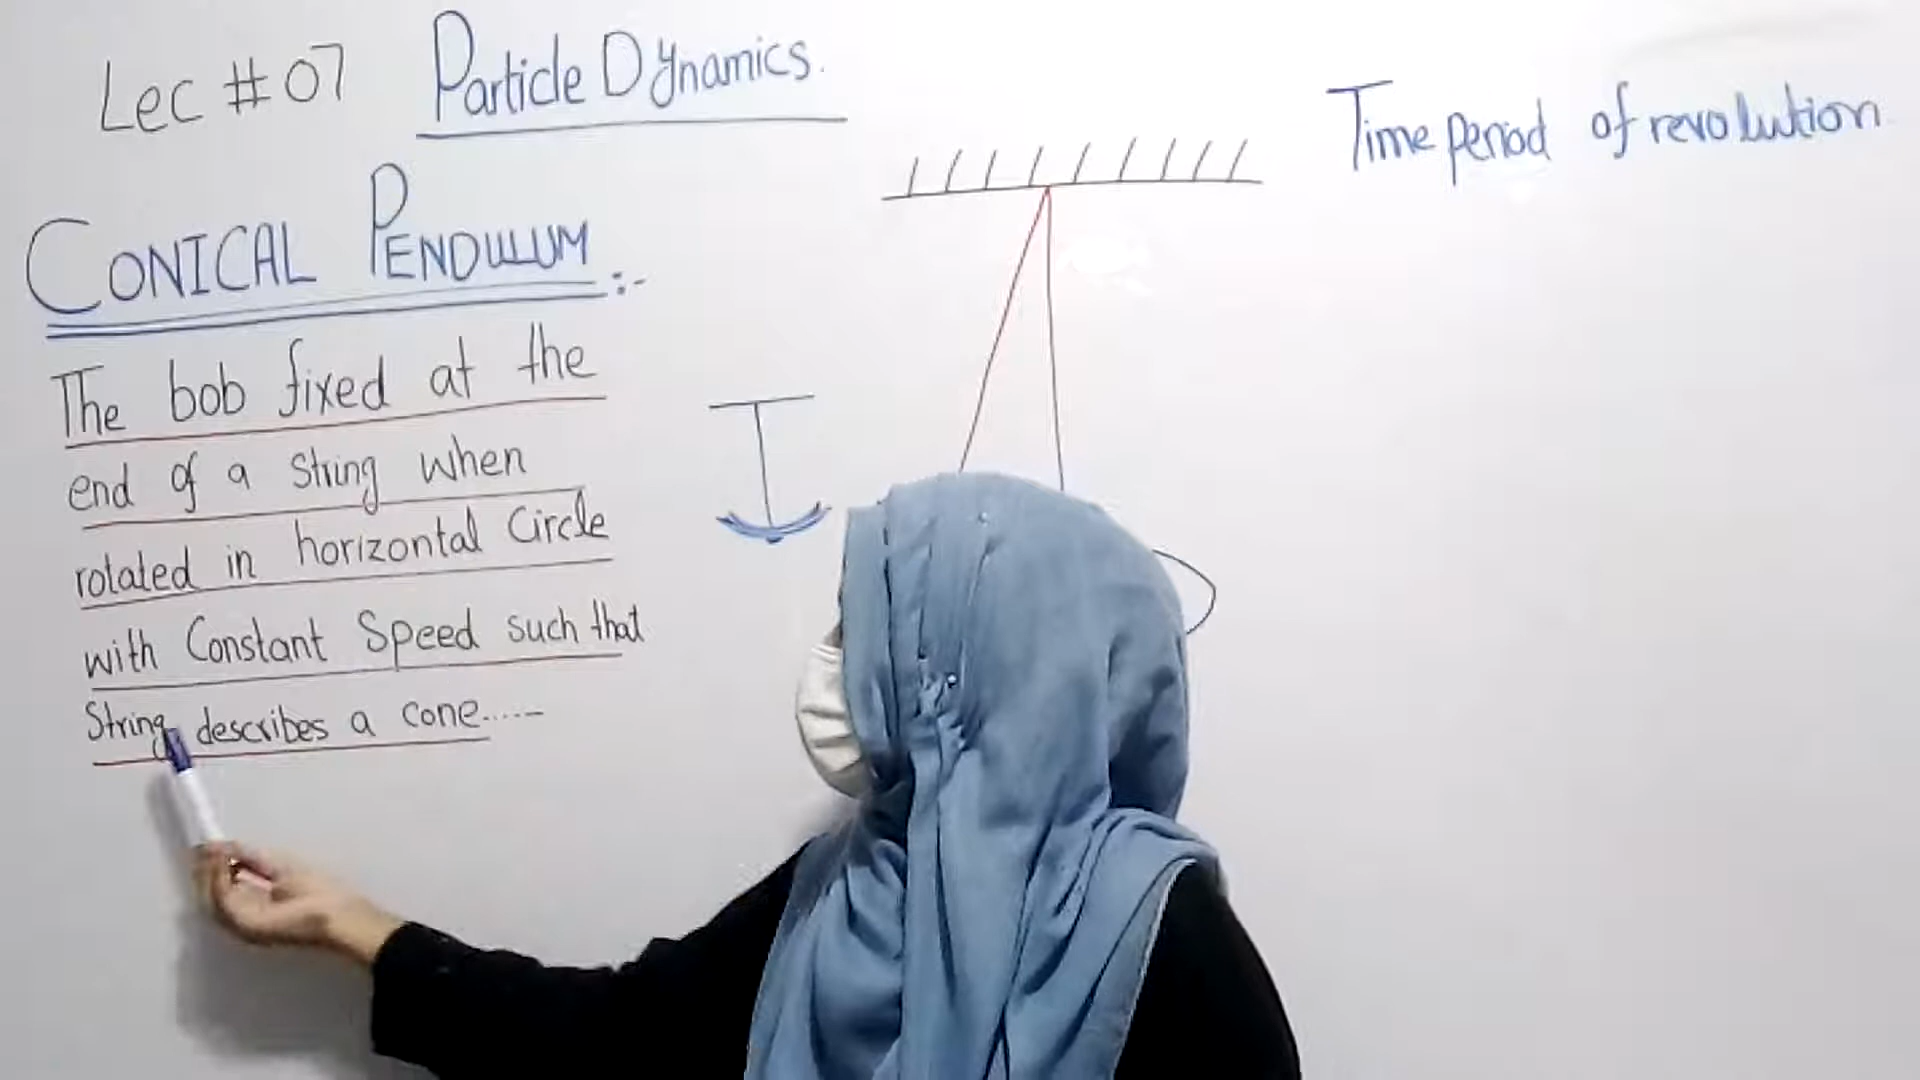 Lec # 07 Particle Dynamics.
CONICAL PENDULUM :-
The bob fixed at the
end of a string when
rotated in horizontal Circle
with Constant Speed such that
String describes a cone.....--
Time period of revolution